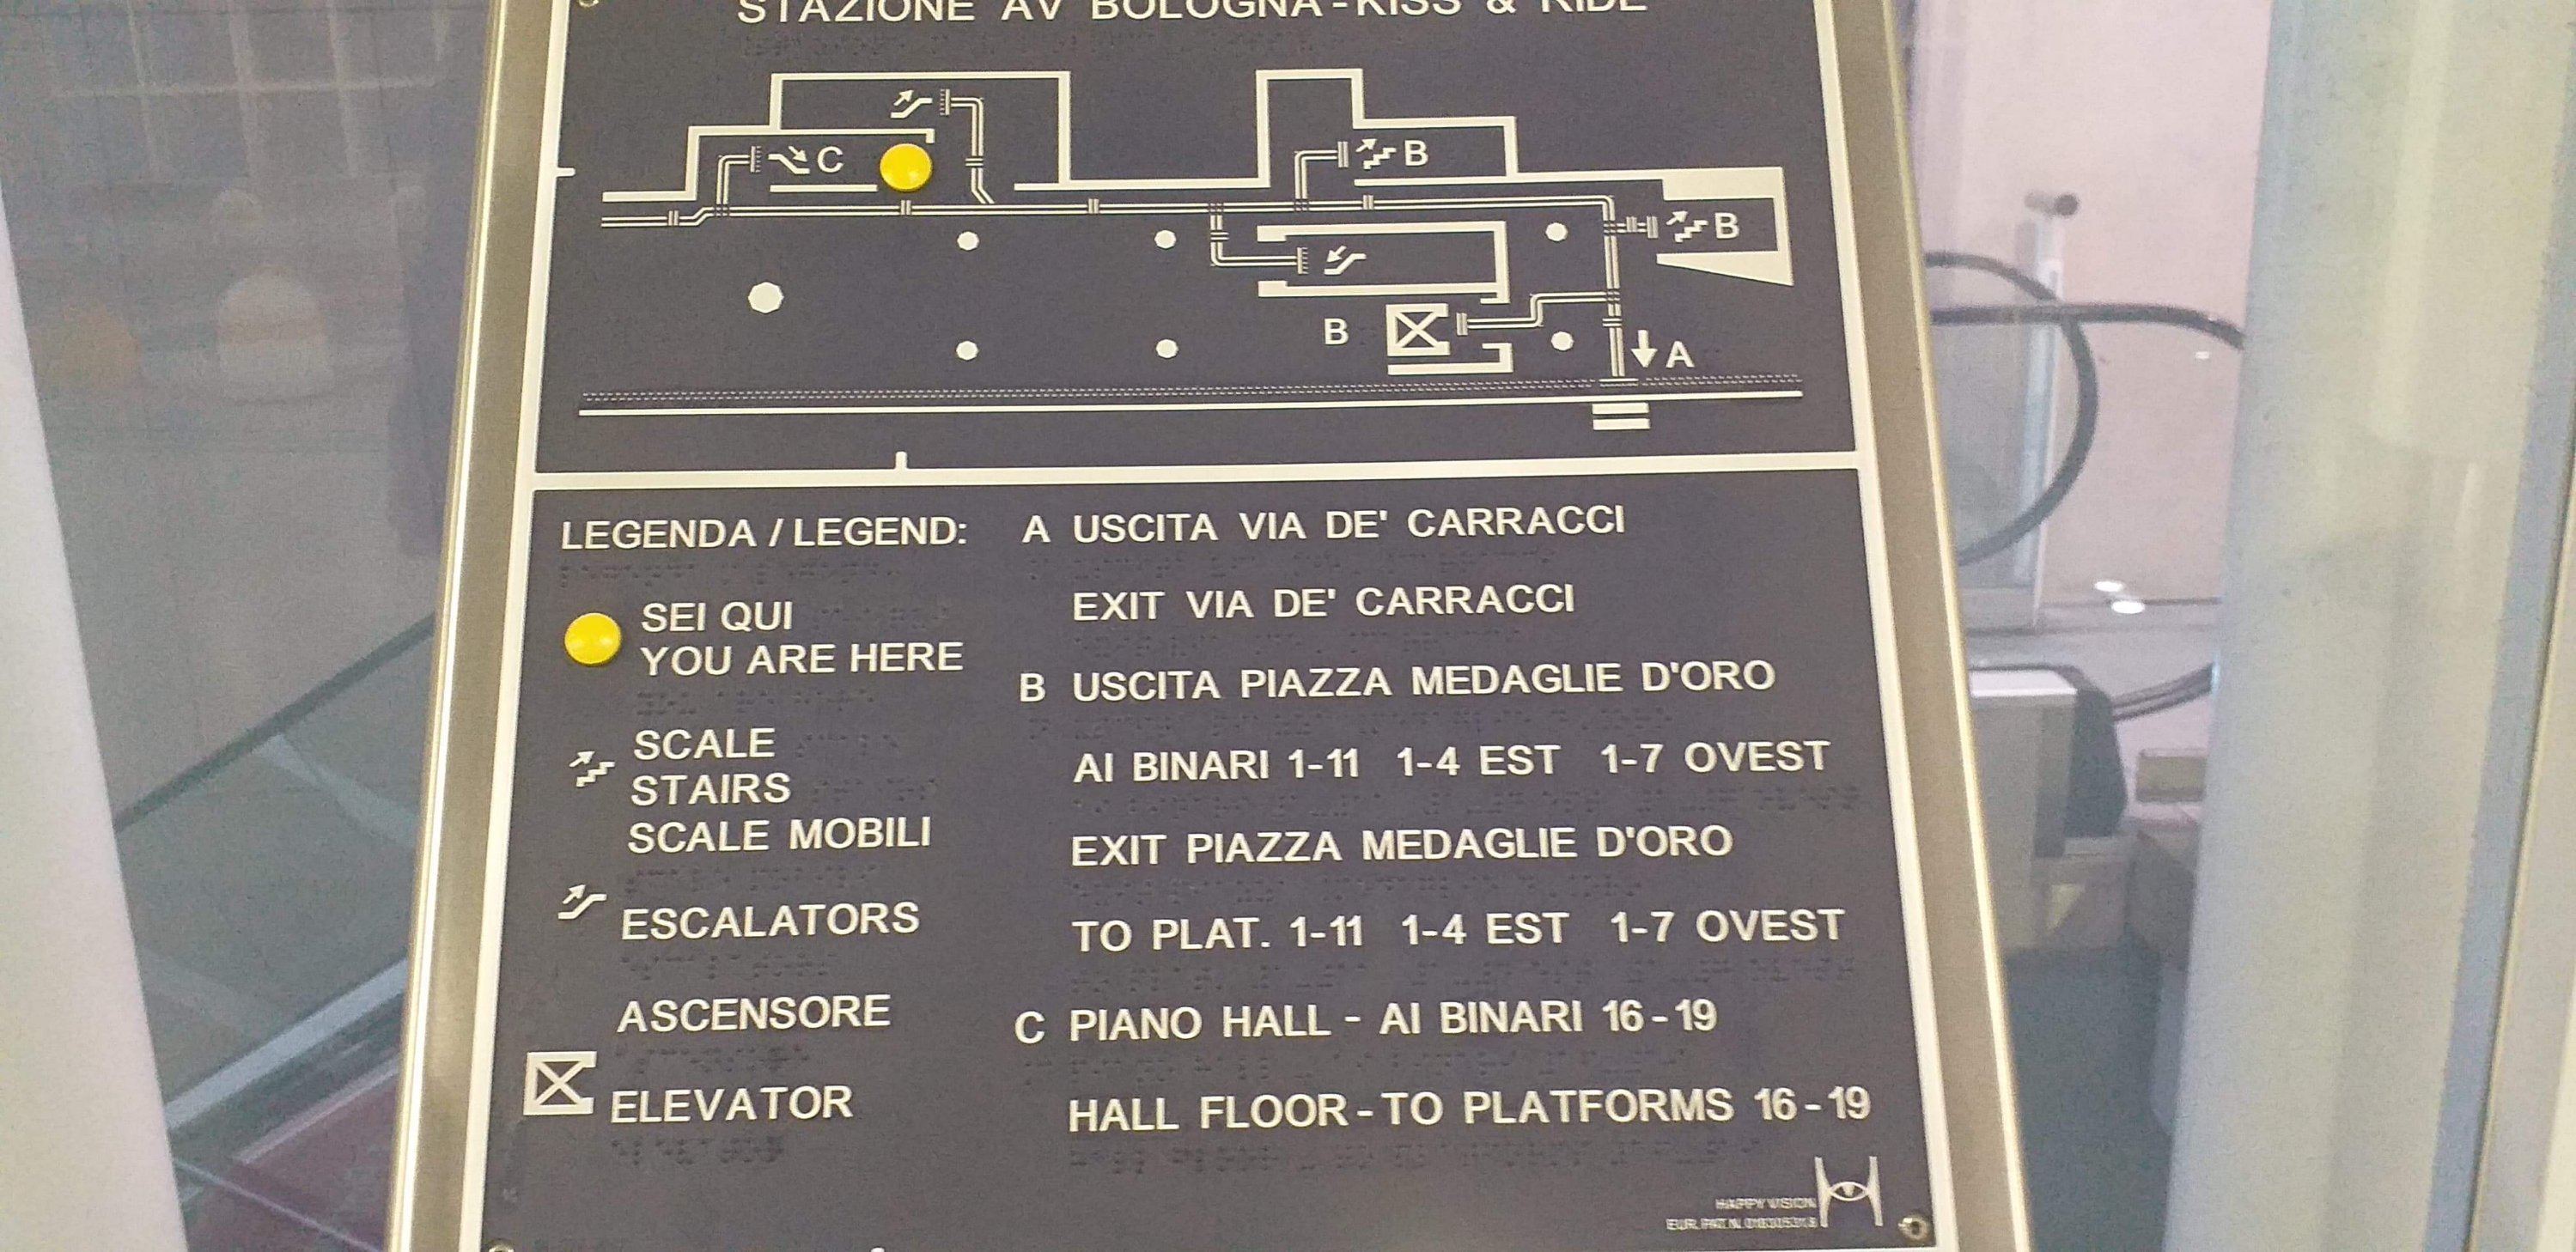 STAZIONE AV BOLOGNA-KISS & RIDE
C
B
B
B
A
LEGENDA / LEGEND:
SEI QUI
YOU ARE HERE
SCALE
STAIRS
SCALE MOBILI
ESCALATORS
ASCENSORE
ELEVATOR
A USCITA VIA DE' CARRACCI
EXIT VIA DE' CARRACCI
B USCITA PIAZZA MEDAGLIE D'ORO
AI BINARI 1-11 1-4 EST 1-7 OVEST
EXIT PIAZZA MEDAGLIE D'ORO
TO PLAT. 1-11 1-4 EST 1-7 OVEST
C PIANO HALL - AI BINARI 16-19
HALL FLOOR-TO PLATFORMS 16-19
HAPPY VISION
EUR. PAT. N.